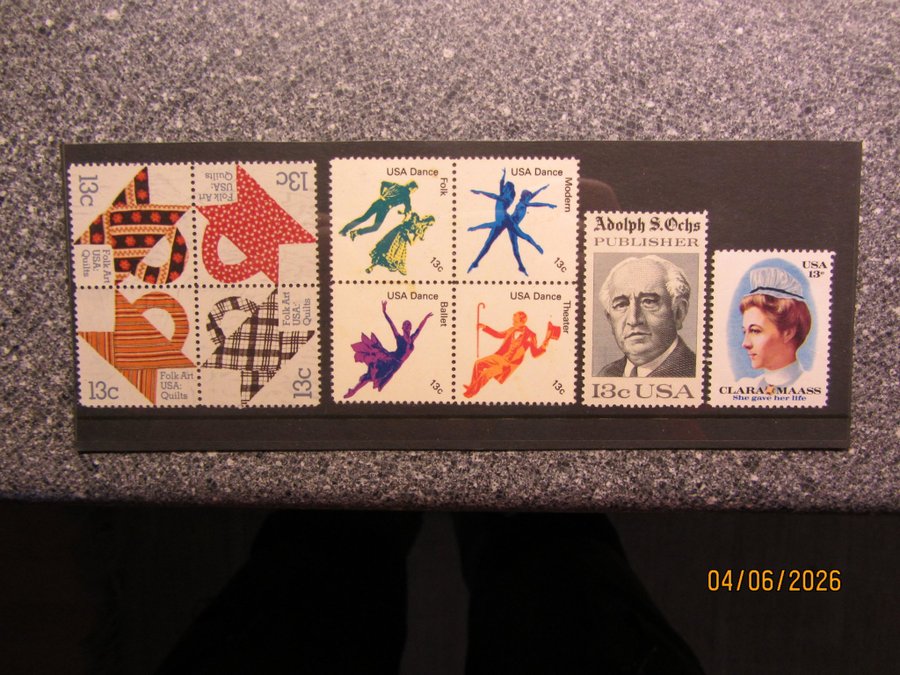 13c
Folk Art
USA:
Quilts
13c
Folk Art
USA:
Quilts
13c
Folk Art
USA:
Quilts
13c
Folk Art
USA:
Quilts
USA Dance
Folk
13c
USA Dance
Modern
13c
USA Dance
Ballet
13c
USA Dance
Theater
13c
Adolph S. Ochs
PUBLISHER
13c USA
USA
13c
CLARA MAASS
She gave her life
04/06/2026